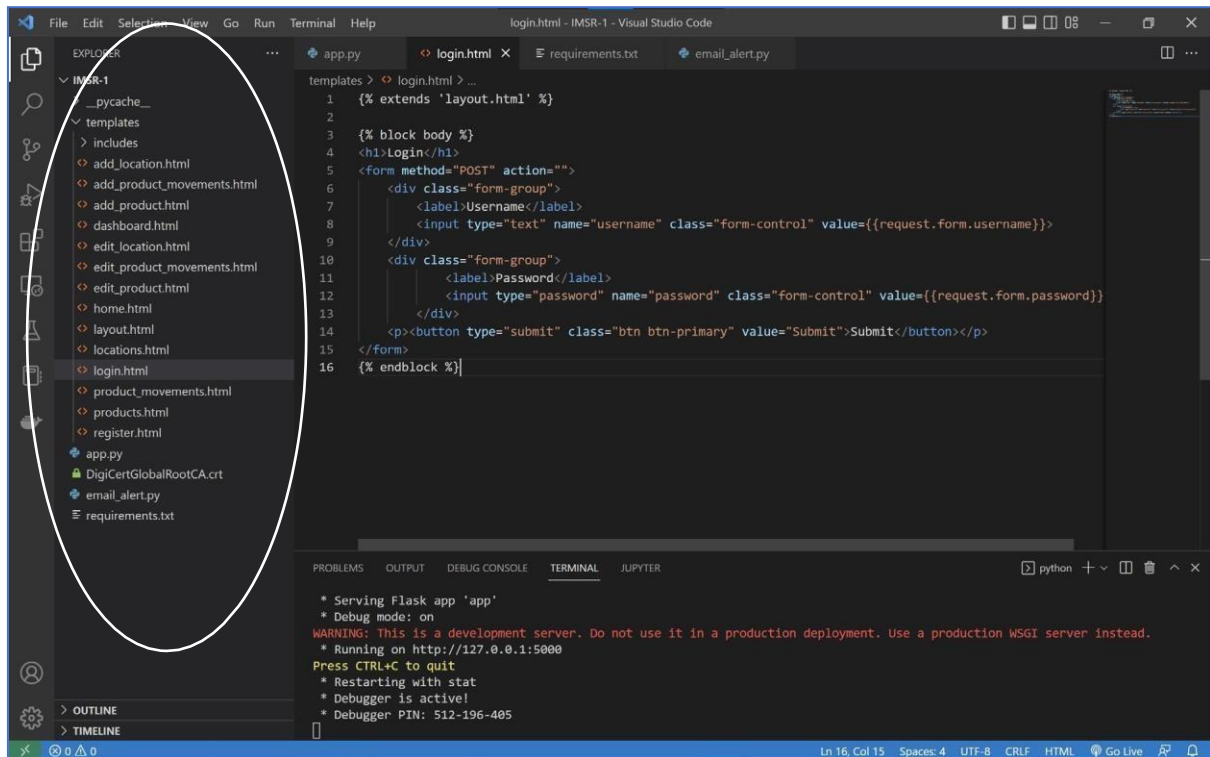 File Edit Selection View Go Run Terminal Help login.html - IMSR-1 - Visual Studio Code
EXPLORER ...
app.py login.html requirements.txt email_alert.py
IMSR-1
__pycache__
templates
includes
add_location.html
add_product_movements.html
add_product.html
dashboard.html
edit_location.html
edit_product_movements.html
edit_product.html
home.html
layout.html
locations.html
login.html
product_movements.html
products.html
register.html
app.py
DigiCertGlobalRootCA.crt
email_alert.py
requirements.txt
OUTLINE
TIMELINE
templates > login.html > ...
1 {% extends 'layout.html' %}
2
3 {% block body %}
4 <h1>Login</h1>
5 <form method="POST" action="">
6 <div class="form-group">
7 <label>Username</label>
8 <input type="text" name="username" class="form-control" value={{request.form.username}}>
9 </div>
10 <div class="form-group">
11 <label>Password</label>
12 <input type="password" name="password" class="form-control" value={{request.form.password}}
13 </div>
14 <p><button type="submit" class="btn btn-primary" value="Submit">Submit</button></p>
15 </form>
16 {% endblock %}
PROBLEMS OUTPUT DEBUG CONSOLE TERMINAL JUPYTER python
* Serving Flask app 'app'
* Debug mode: on
WARNING: This is a development server. Do not use it in a production deployment. Use a production WSGI server instead.
* Running on http://127.0.0.1:5000
Press CTRL+C to quit
* Restarting with stat
* Debugger is active!
* Debugger PIN: 512-196-405
0 0 Ln 16, Col 15 Spaces: 4 UTF-8 CRLF HTML Go Live